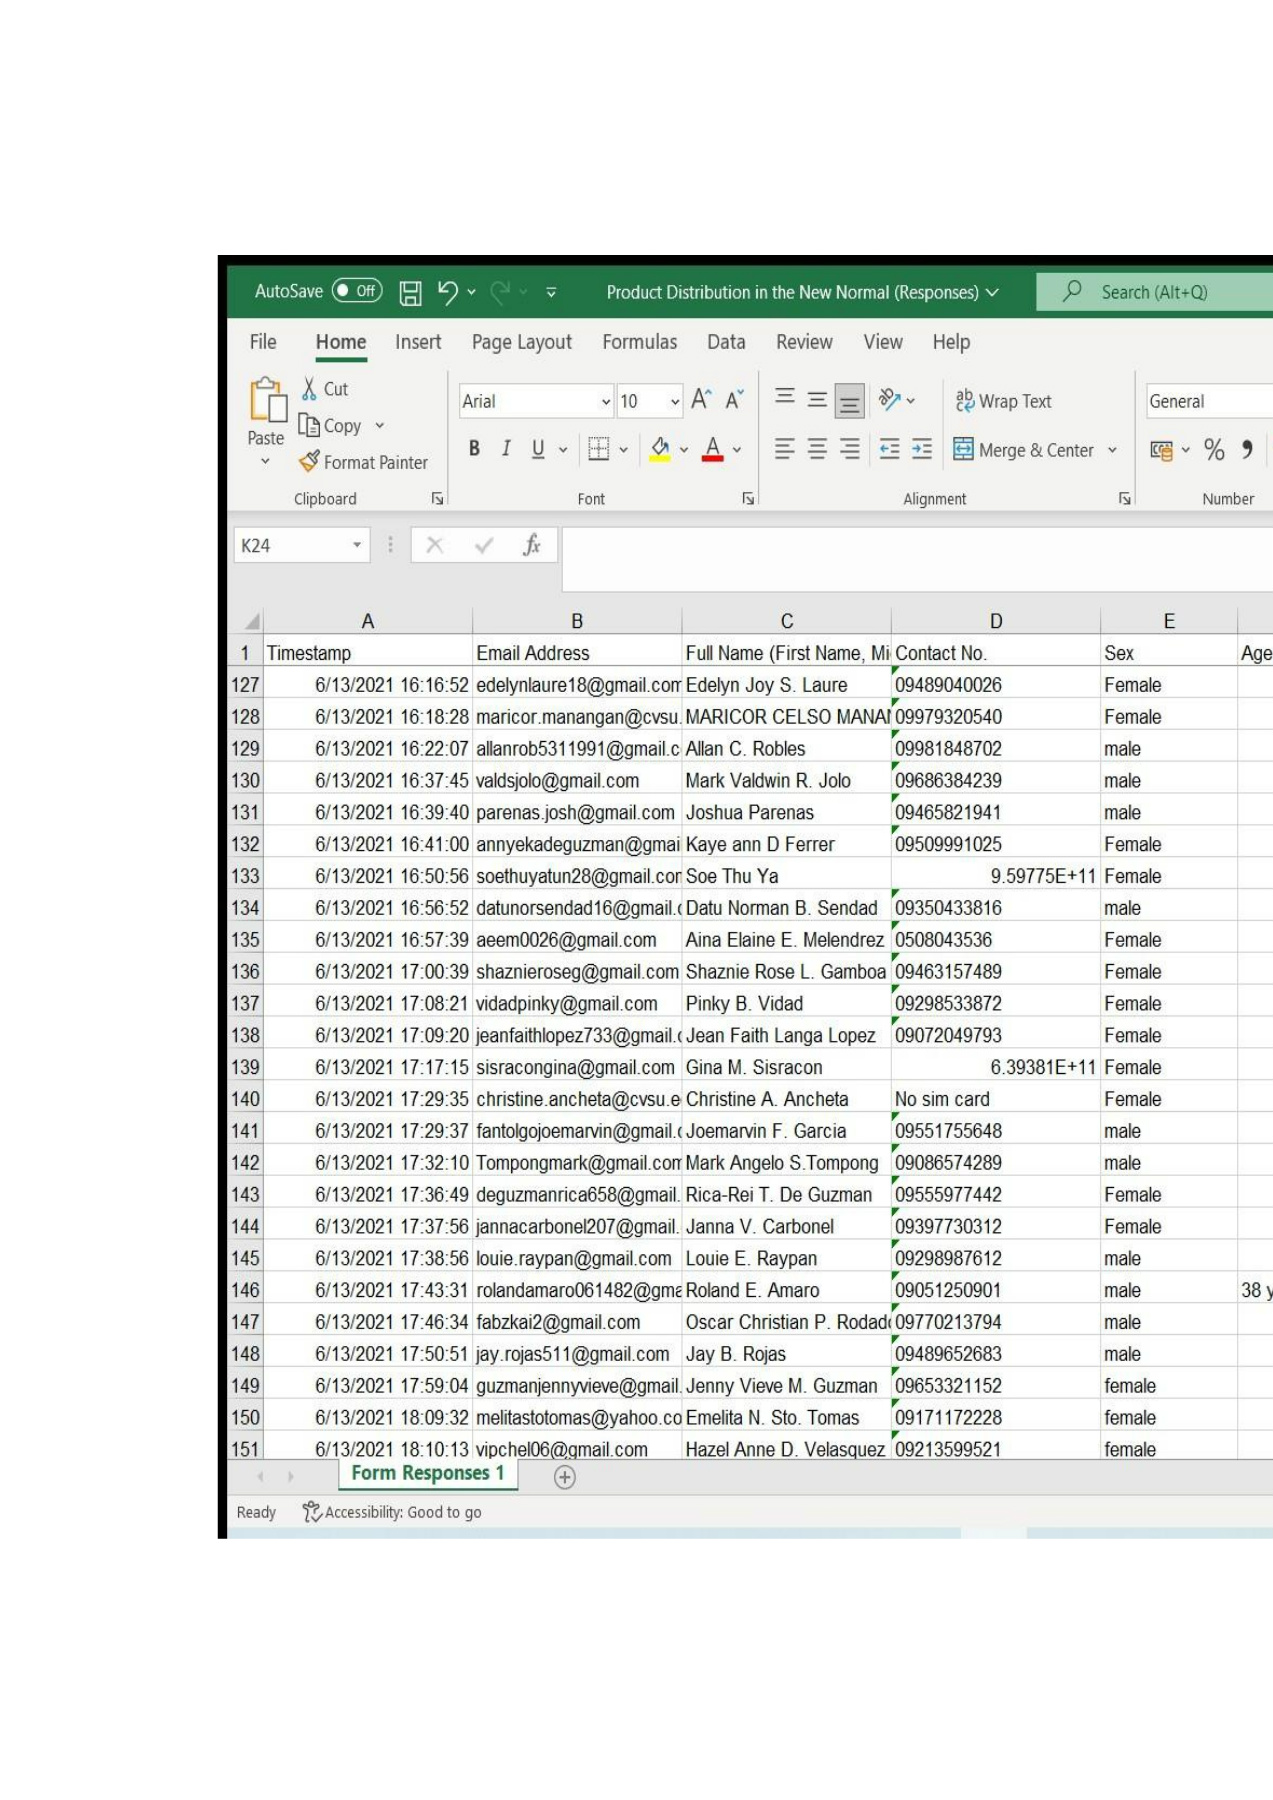 AutoSave Off Product Distribution in the New Normal (Responses) Search (Alt+Q)
File Home Insert Page Layout Formulas Data Review View Help
Cut
Arial 10 Wrap Text General
Copy
Paste
Format Painter B I U Merge & Center
Clipboard Font Alignment Number
K24 fx
A B C D E
1 Timestamp Email Address Full Name (First Name, Mi Contact No. Sex Age
127 6/13/2021 16:16:52 edelynlaure18@gmail.com Edelyn Joy S. Laure 09489040026 Female
128 6/13/2021 16:18:28 maricor.manangan@cvsu. MARICOR CELSO MANAN 09979320540 Female
129 6/13/2021 16:22:07 allanrob5311991@gmail.c Allan C. Robles 09981848702 male
130 6/13/2021 16:37:45 valdsjolo@gmail.com Mark Valdwin R. Jolo 09686384239 male
131 6/13/2021 16:39:40 parenas.josh@gmail.com Joshua Parenas 09465821941 male
132 6/13/2021 16:41:00 annyekadeguzman@gmai Kaye ann D Ferrer 09509991025 Female
133 6/13/2021 16:50:56 soethuyatun28@gmail.com Soe Thu Ya 9.59775E+11 Female
134 6/13/2021 16:56:52 datunorsendad16@gmail.c Datu Norman B. Sendad 09350433816 male
135 6/13/2021 16:57:39 aeem0026@gmail.com Aina Elaine E. Melendrez 0508043536 Female
136 6/13/2021 17:00:39 shaznieroseg@gmail.com Shaznie Rose L. Gamboa 09463157489 Female
137 6/13/2021 17:08:21 vidadpinky@gmail.com Pinky B. Vidad 09298533872 Female
138 6/13/2021 17:09:20 jeanfaithlopez733@gmail.c Jean Faith Langa Lopez 09072049793 Female
139 6/13/2021 17:17:15 sisracongina@gmail.com Gina M. Sisracon 6.39381E+11 Female
140 6/13/2021 17:29:35 christine.ancheta@cvsu.e Christine A. Ancheta No sim card Female
141 6/13/2021 17:29:37 fantolgojoemarvin@gmail.c Joemarvin F. Garcia 09551755648 male
142 6/13/2021 17:32:10 Tompongmark@gmail.com Mark Angelo S.Tompong 09086574289 male
143 6/13/2021 17:36:49 deguzmanrica658@gmail. Rica-Rei T. De Guzman 09555977442 Female
144 6/13/2021 17:37:56 jannacarbonel207@gmail. Janna V. Carbonel 09397730312 Female
145 6/13/2021 17:38:56 louie.raypan@gmail.com Louie E. Raypan 09298987612 male
146 6/13/2021 17:43:31 rolandamaro061482@gma Roland E. Amaro 09051250901 male 38 y
147 6/13/2021 17:46:34 fabzkai2@gmail.com Oscar Christian P. Rodado 09770213794 male
148 6/13/2021 17:50:51 jay.rojas511@gmail.com Jay B. Rojas 09489652683 male
149 6/13/2021 17:59:04 guzmanjennyvieve@gmail. Jenny Vieve M. Guzman 09653321152 female
150 6/13/2021 18:09:32 melitastotomas@yahoo.co Emelita N. Sto. Tomas 09171172228 female
151 6/13/2021 18:10:13 vipchel06@gmail.com Hazel Anne D. Velasquez 09213599521 female
Form Responses 1
Ready Accessibility: Good to go